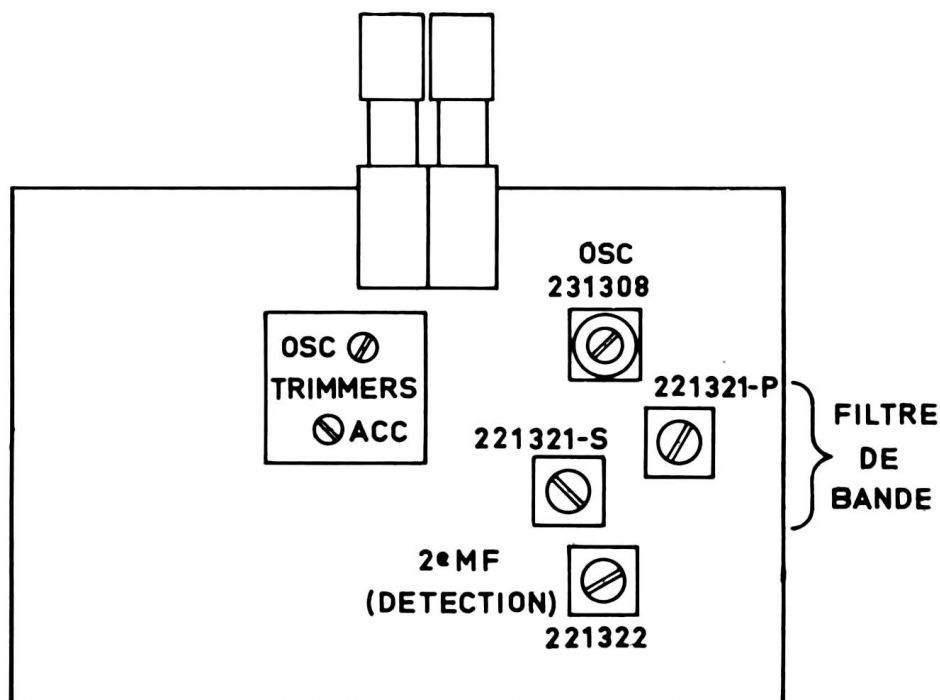 OSC
231308
OSC
TRIMMERS
ACC
221321-P
221321-S
FILTRE
DE
BANDE
2e MF
(DETECTION)
221322